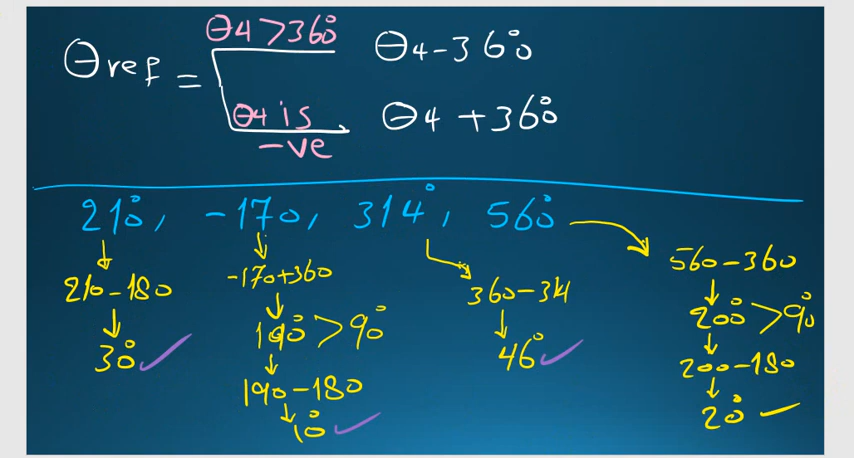 θ4 > 360°
θref = θ4 - 360°
θ4 is -ve
θ4 + 360°
210°, -170, 314°, 560°
210 - 180
↓
30° ✓
-170 + 360
↓
190° > 90°
↓
190 - 180
↓
10° ✓
360 - 314
↓
46° ✓
560 - 360
↓
200° > 90°
↓
200 - 180
↓
20° ✓